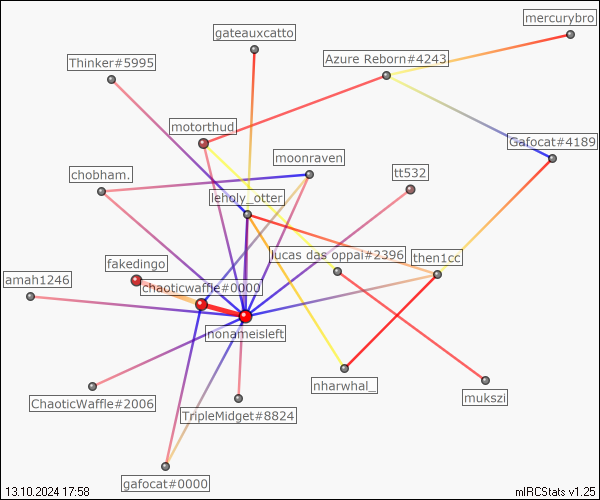 mercurybro
gateauxcatto
Azure Reborn#4243
Thinker#5995
motorthud_
Gafocat#4189
moonraven
chobham.
tt532
leholy_otter
lucas das oppai#2396
then1cc
fakedingo
amah1246
chaoticwaffle#0000
nonameisleft
nharwhal_
mukszi
ChaoticWaffle#2006
TripleMidget#8824
gafocat#0000
13.10.2024 17:58
mIRCStats v1.25